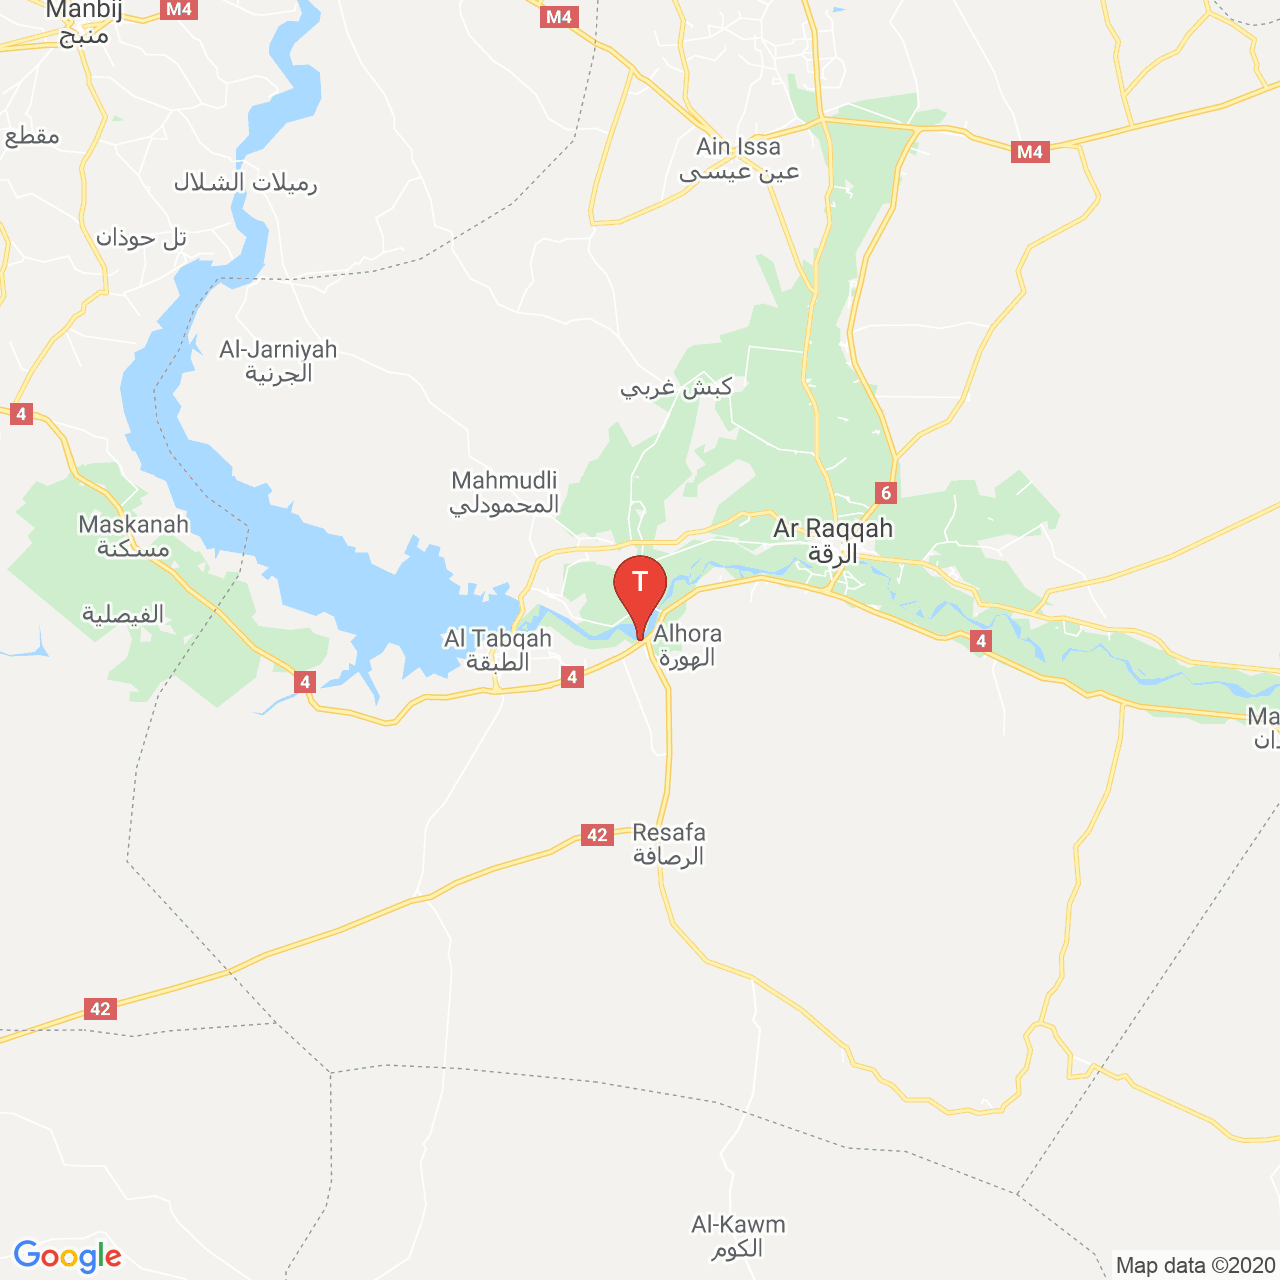 Manbij
منبج
M4
M4
Ain Issa
عين عيسى
M4
مقطع
رميلات الشلال
تل حوذان
Al-Jarniyah
الجرنية
كبش غربي
4
Mahmudli
المحمودلي
6
Maskanah
مسكنة
Ar Raqqah
الرقة
T
الفيصلية
Al Tabqah
الطبقة
Alhora
الهورة
4
4
4
Ma
دان
42
Resafa
الرصافة
42
Al-Kawm
الكوم
Google
Map data ©2020